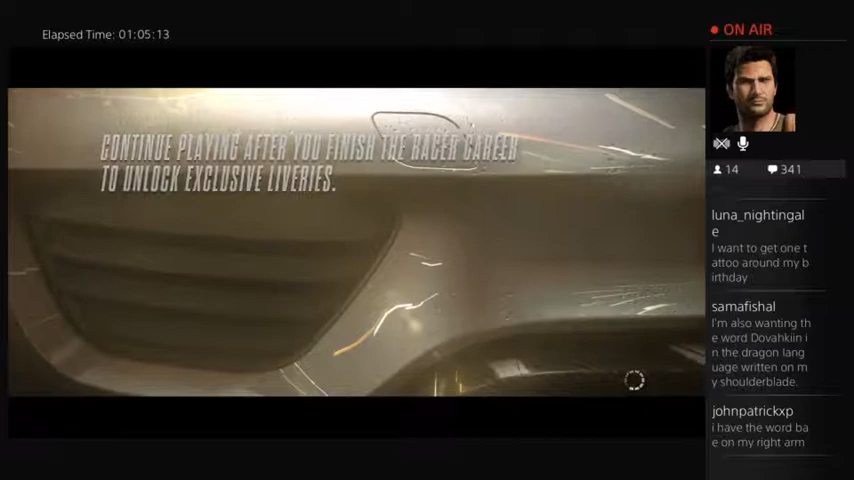 Elapsed Time: 01:05:13
ON AIR
CONTINUE PLAYING AFTER YOU FINISH THE RACER CAREER
TO UNLOCK EXCLUSIVE LIVERIES.
14 341
luna_nightingal
e
I want to get one t
attoo around my b
irthday
samafishal
I'm also wanting th
e word Dovahkiin i
n the dragon lang
uage written on m
y shoulderblade.
johnpatrickxp
i have the word ba
e on my right arm